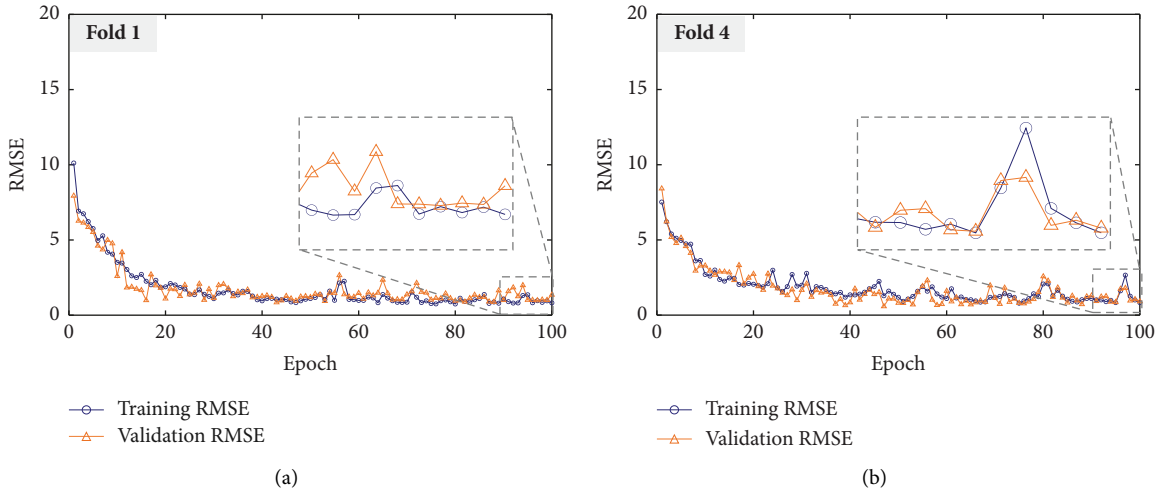 Fold 1
RMSE
20
15
10
5
0
0
20
40
60
80
100
Epoch
Training RMSE
Validation RMSE
(a)
Fold 4
RMSE
20
15
10
5
0
0
20
40
60
80
100
Epoch
Training RMSE
Validation RMSE
(b)